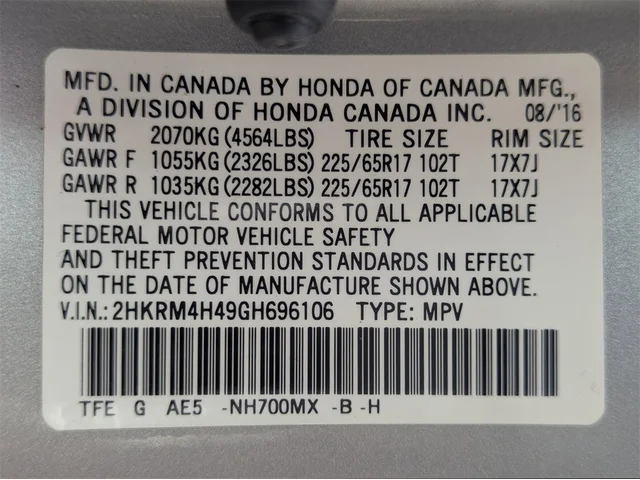 MFD. IN CANADA BY HONDA OF CANADA MFG.,
A DIVISION OF HONDA CANADA INC. 08/'16
GVWR 2070KG (4564LBS) TIRE SIZE RIM SIZE
GAWR F 1055KG (2326LBS) 225/65R17 102T 17X7J
GAWR R 1035KG (2282LBS) 225/65R17 102T 17X7J
THIS VEHICLE CONFORMS TO ALL APPLICABLE
FEDERAL MOTOR VEHICLE SAFETY
AND THEFT PREVENTION STANDARDS IN EFFECT
ON THE DATE OF MANUFACTURE SHOWN ABOVE.
V.I.N.: 2HKRM4H49GH696106 TYPE: MPV
TFE G AE5 -NH700MX -B -H